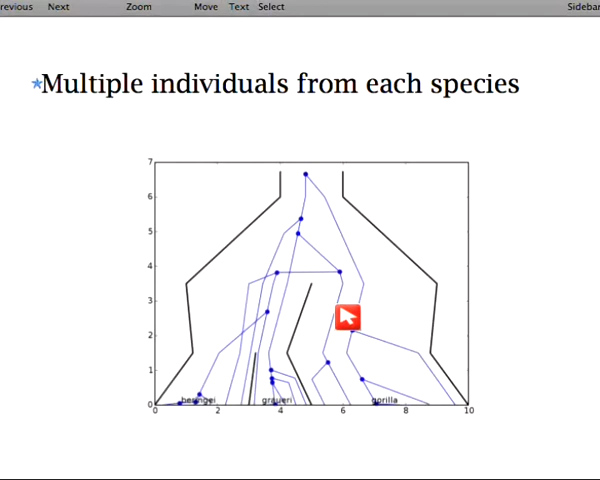 revious Next Zoom Move Text Select Sidebar
Multiple individuals from each species
7
6
5
4
3
2
1
0
beringei graueri gorilla
0 2 4 6 8 10